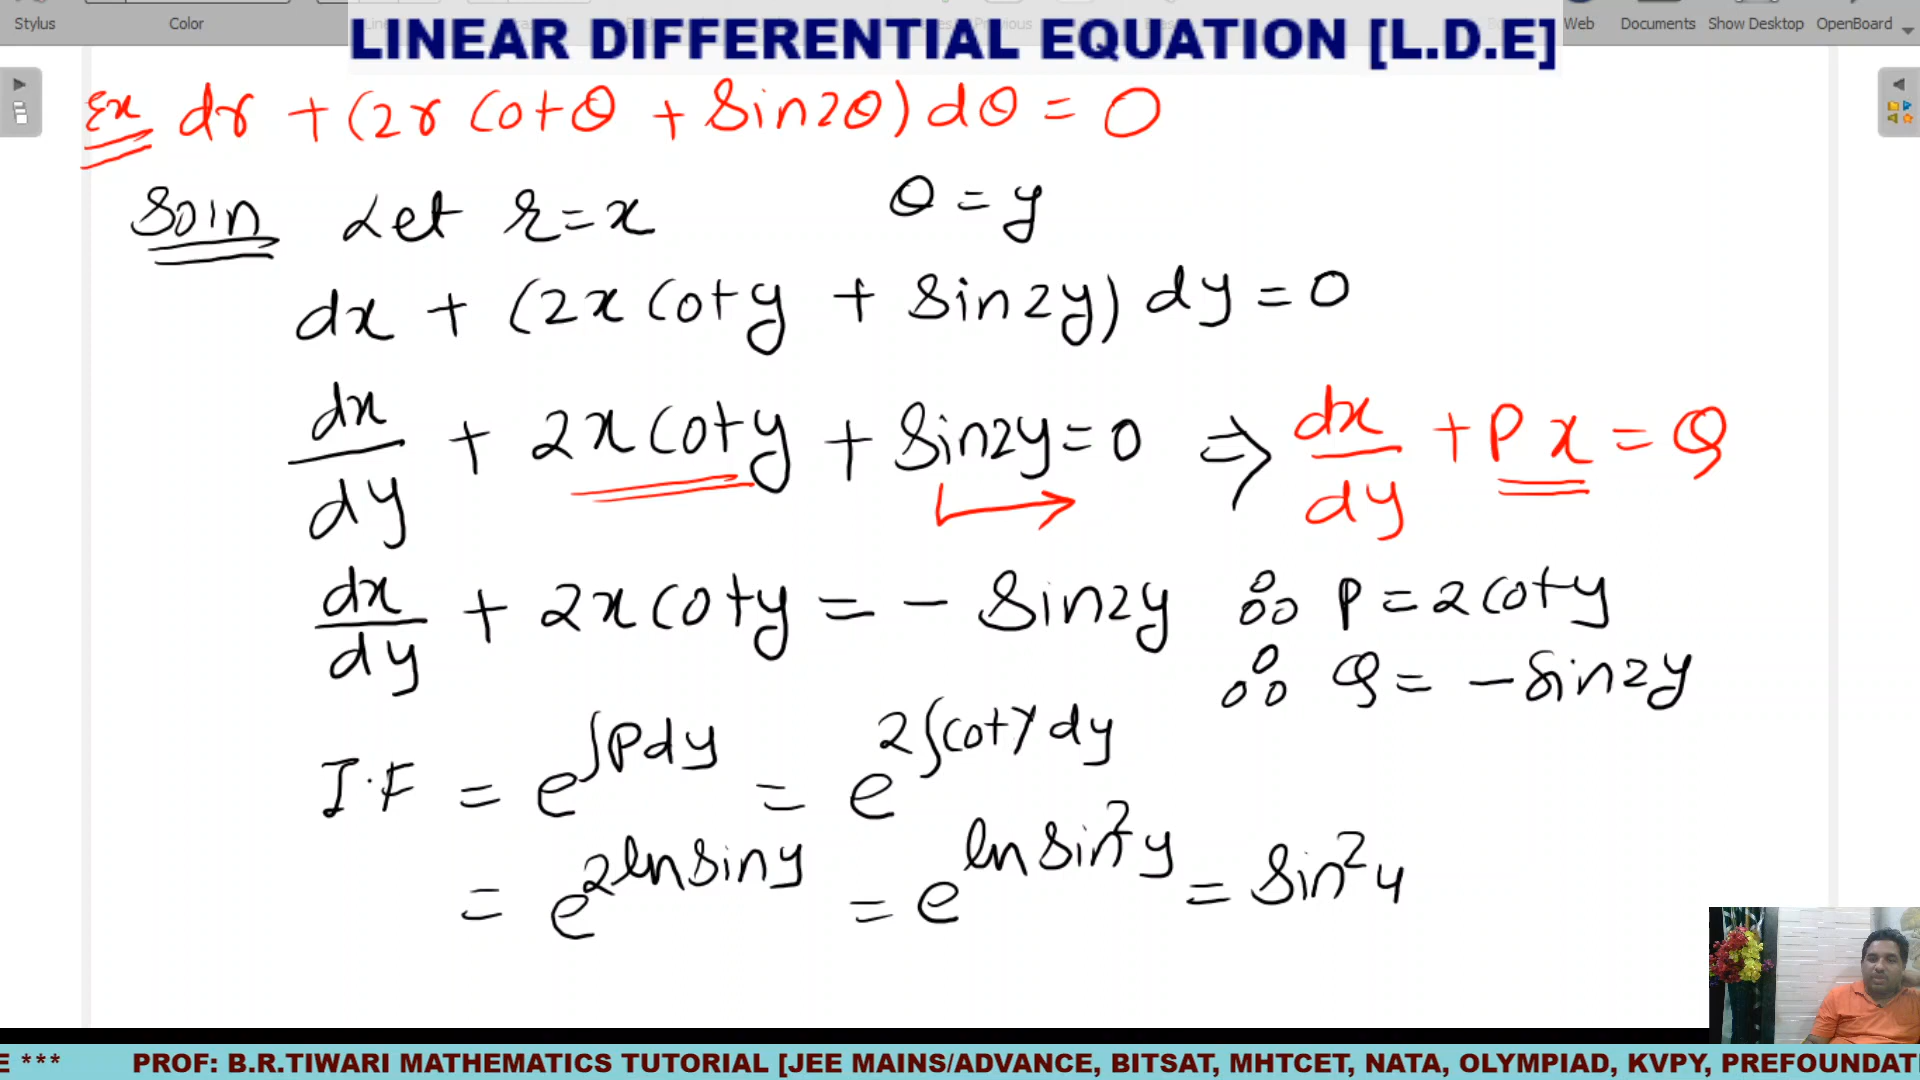 Stylus Color
Web Documents Show Desktop OpenBoard
LINEAR DIFFERENTIAL EQUATION [L.D.E]
Ex dr + (2r Cotθ + Sin2θ) dθ = 0
Soln Let r = x θ = y
dx + (2x Coty + Sin2y) dy = 0
dx/dy + 2x Coty + Sin2y = 0 ⇒ dx/dy + Px = Q
dx/dy + 2x Coty = - Sin2y ∴ P = 2 Coty
∴ Q = - Sin2y
I.F = e^∫Pdy = e^2∫Coty dy
= e^2lnSiny = e^lnSin²y = Sin²y
E *** PROF: B.R.TIWARI MATHEMATICS TUTORIAL [JEE MAINS/ADVANCE, BITSAT, MHTCET, NATA, OLYMPIAD, KVPY, PREFOUNDAT